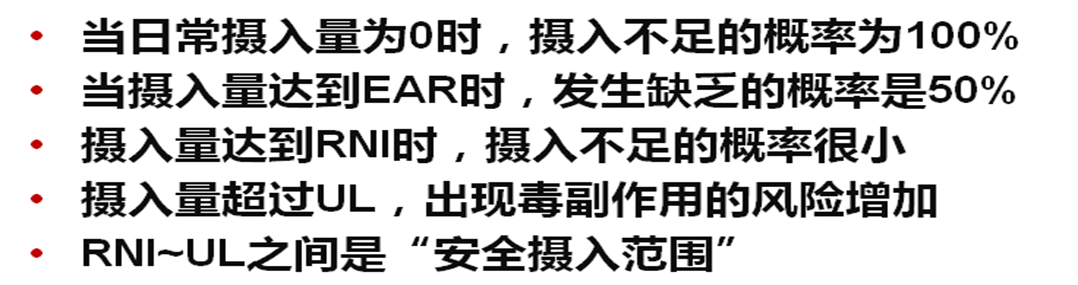 • 当日常摄入量为0时，摄入不足的概率为100%
• 当摄入量达到EAR时，发生缺乏的概率是50%
• 摄入量达到RNI时，摄入不足的概率很小
• 摄入量超过UL，出现毒副作用的风险增加
• RNI~UL之间是“安全摄入范围”